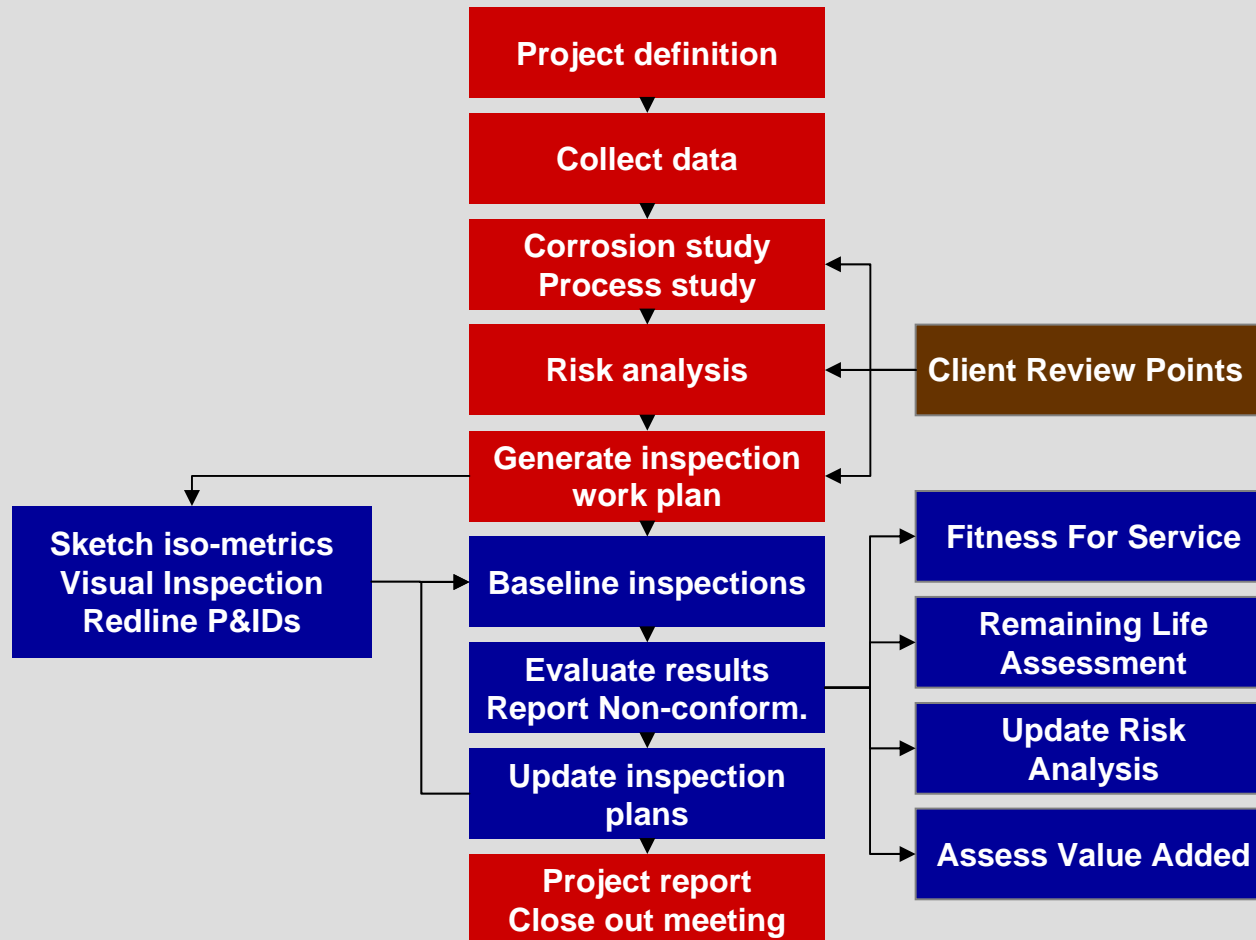 Project definition
Collect data
Corrosion study
Process study
Risk analysis
Client Review Points
Generate inspection
work plan
Sketch iso-metrics
Visual Inspection
Redline P&IDs
Baseline inspections
Fitness For Service
Remaining Life
Assessment
Evaluate results
Report Non-conform.
Update Risk
Analysis
Update inspection
plans
Assess Value Added
Project report
Close out meeting